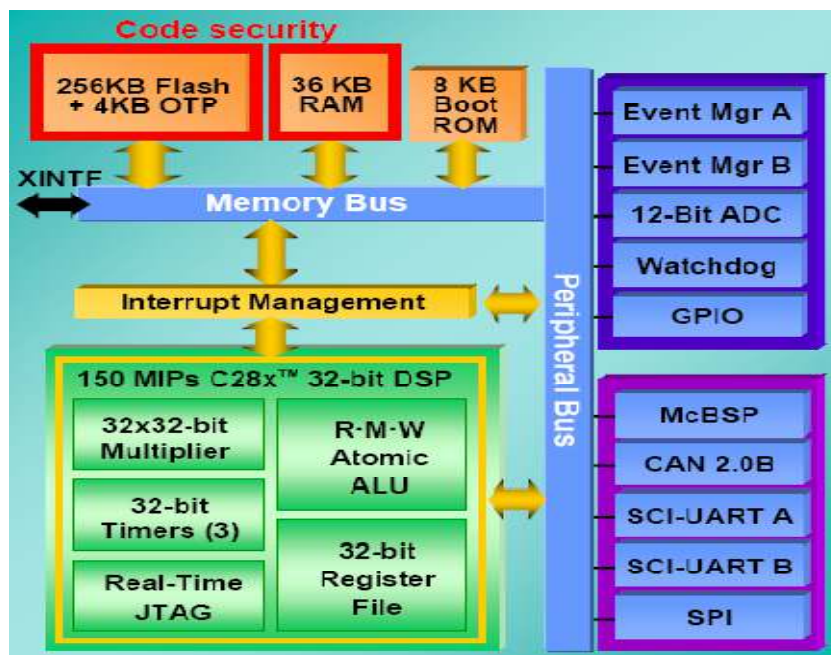 Code security
256KB Flash
+ 4KB OTP
36 KB
RAM
8 KB
Boot
ROM
XINTF
Memory Bus
Interrupt Management
150 MIPs C28x™ 32-bit DSP
32x32-bit
Multiplier
R·M·W
Atomic
ALU
32-bit
Timers (3)
Real-Time
JTAG
32-bit
Register
File
Peripheral Bus
Event Mgr A
Event Mgr B
12-Bit ADC
Watchdog
GPIO
McBSP
CAN 2.0B
SCI-UART A
SCI-UART B
SPI